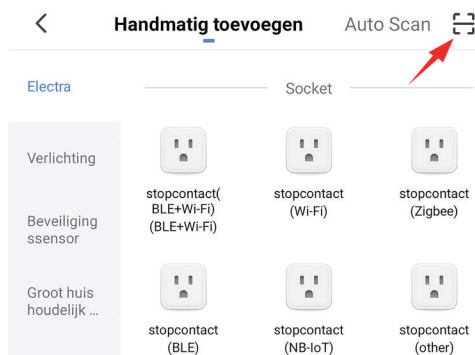 Handmatig toevoegen Auto Scan
Electra
Socket
Verlichting
Beveiliging
ssensor
Groot huis
houdelijk ...
stopcontact(
BLE+Wi-Fi)
(BLE+Wi-Fi)
stopcontact
(Wi-Fi)
stopcontact
(Zigbee)
stopcontact
(BLE)
stopcontact
(NB-IoT)
stopcontact
(other)